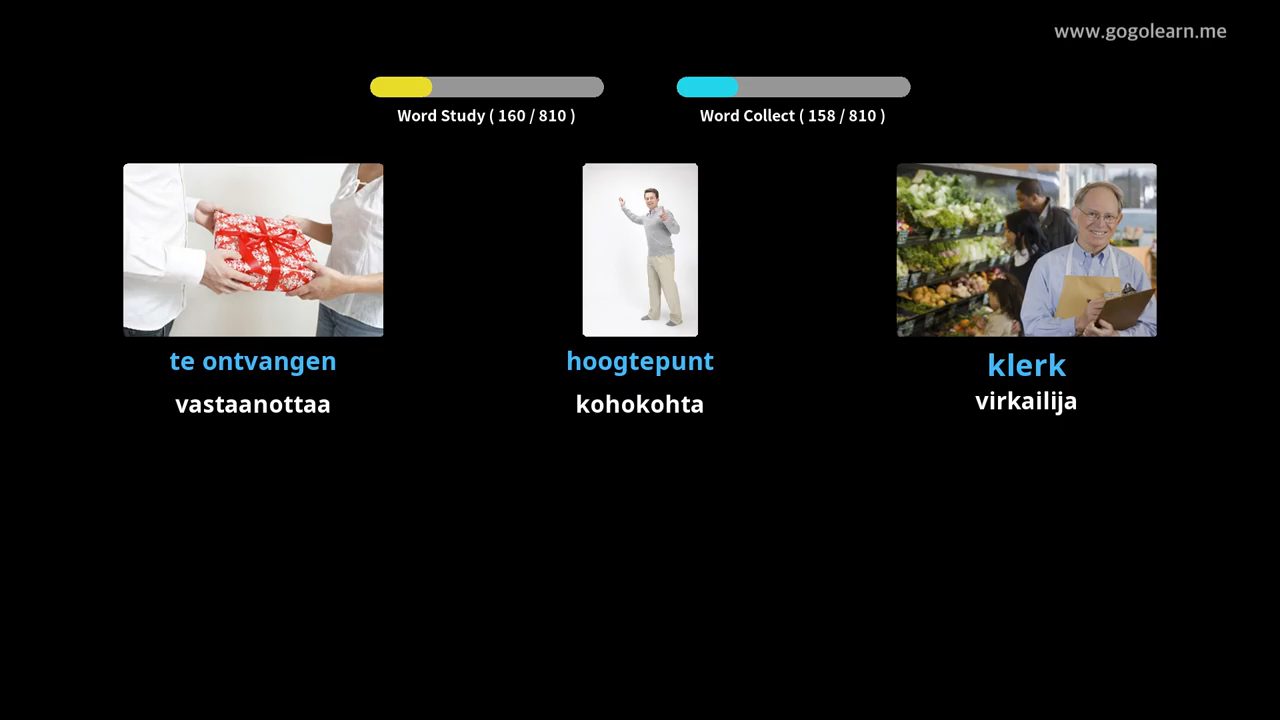 www.gogolearn.me
Word Study ( 160 / 810 )
Word Collect ( 158 / 810 )
te ontvangen
vastaanottaa
hoogtepunt
kohokohta
klerk
virkailija